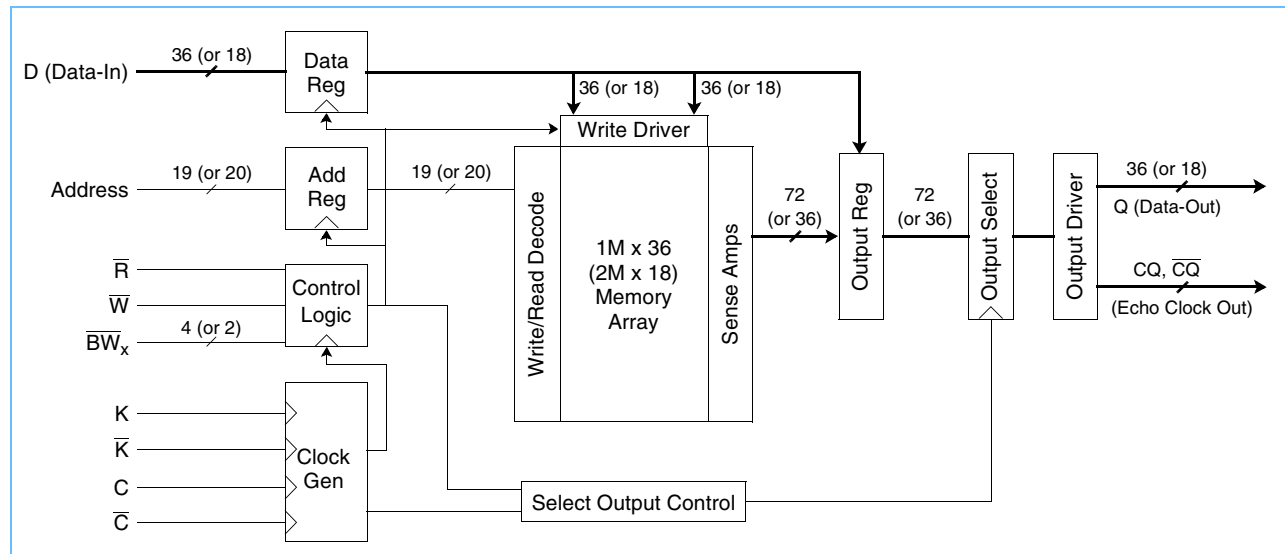 D (Data-In)
36 (or 18)
Data
Reg
36 (or 18)
36 (or 18)
Write Driver
Address
19 (or 20)
Add
Reg
19 (or 20)
Write/Read Decode
1M x 36
(2M x 18)
Memory
Array
Sense Amps
72
(or 36)
Output Reg
72
(or 36)
Output Select
Output Driver
36 (or 18)
Q (Data-Out)
CQ, C̅Q̅
(Echo Clock Out)
R̅
W̅
B̅W̅x
4 (or 2)
Control
Logic
K
K̅
C
C̅
Clock
Gen
Select Output Control